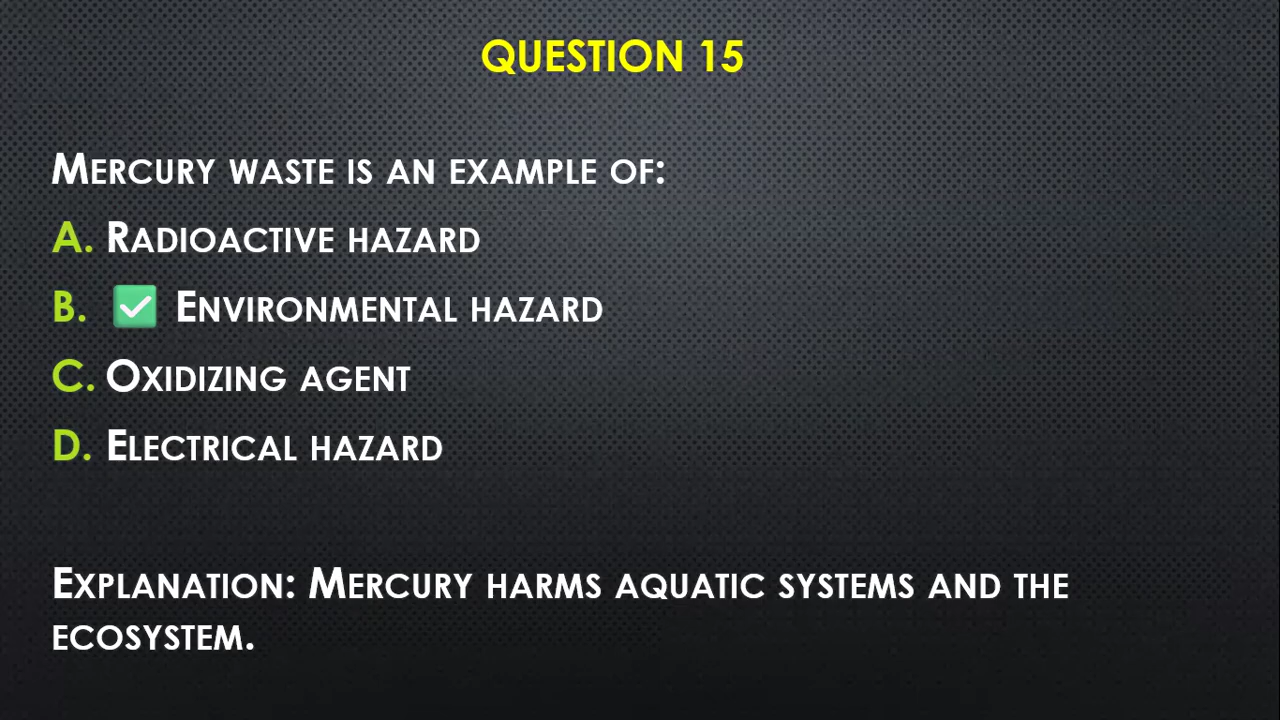 QUESTION 15
MERCURY WASTE IS AN EXAMPLE OF:
A. RADIOACTIVE HAZARD
B. ✅ ENVIRONMENTAL HAZARD
C. OXIDIZING AGENT
D. ELECTRICAL HAZARD
EXPLANATION: MERCURY HARMS AQUATIC SYSTEMS AND THE
ECOSYSTEM.